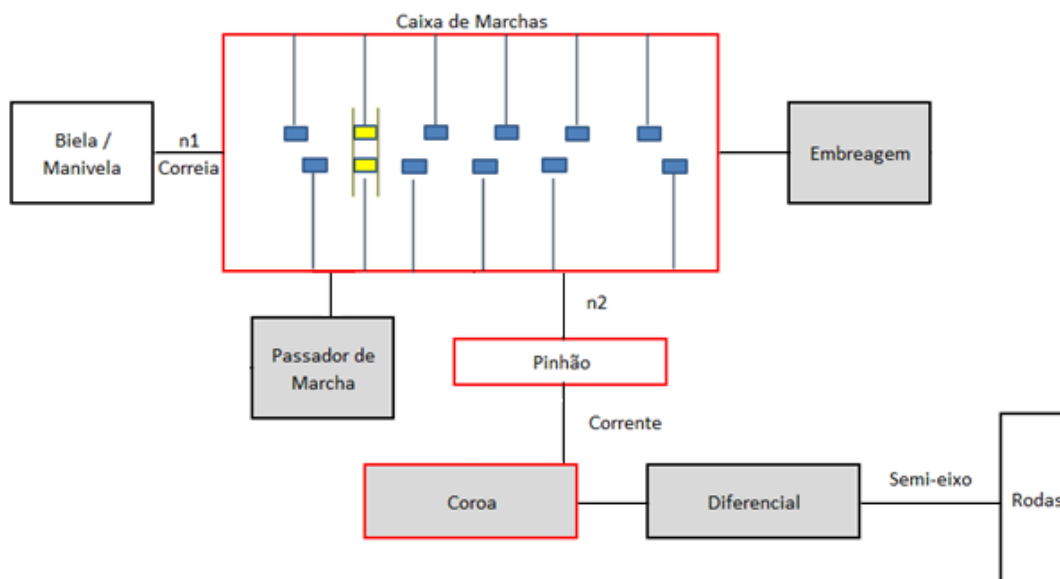 Caixa de Marchas
Biela /
Manivela
n1
Correia
Embreagem
n2
Passador de
Marcha
Pinhão
Corrente
Coroa
Diferencial
Semi-eixo
Rodas